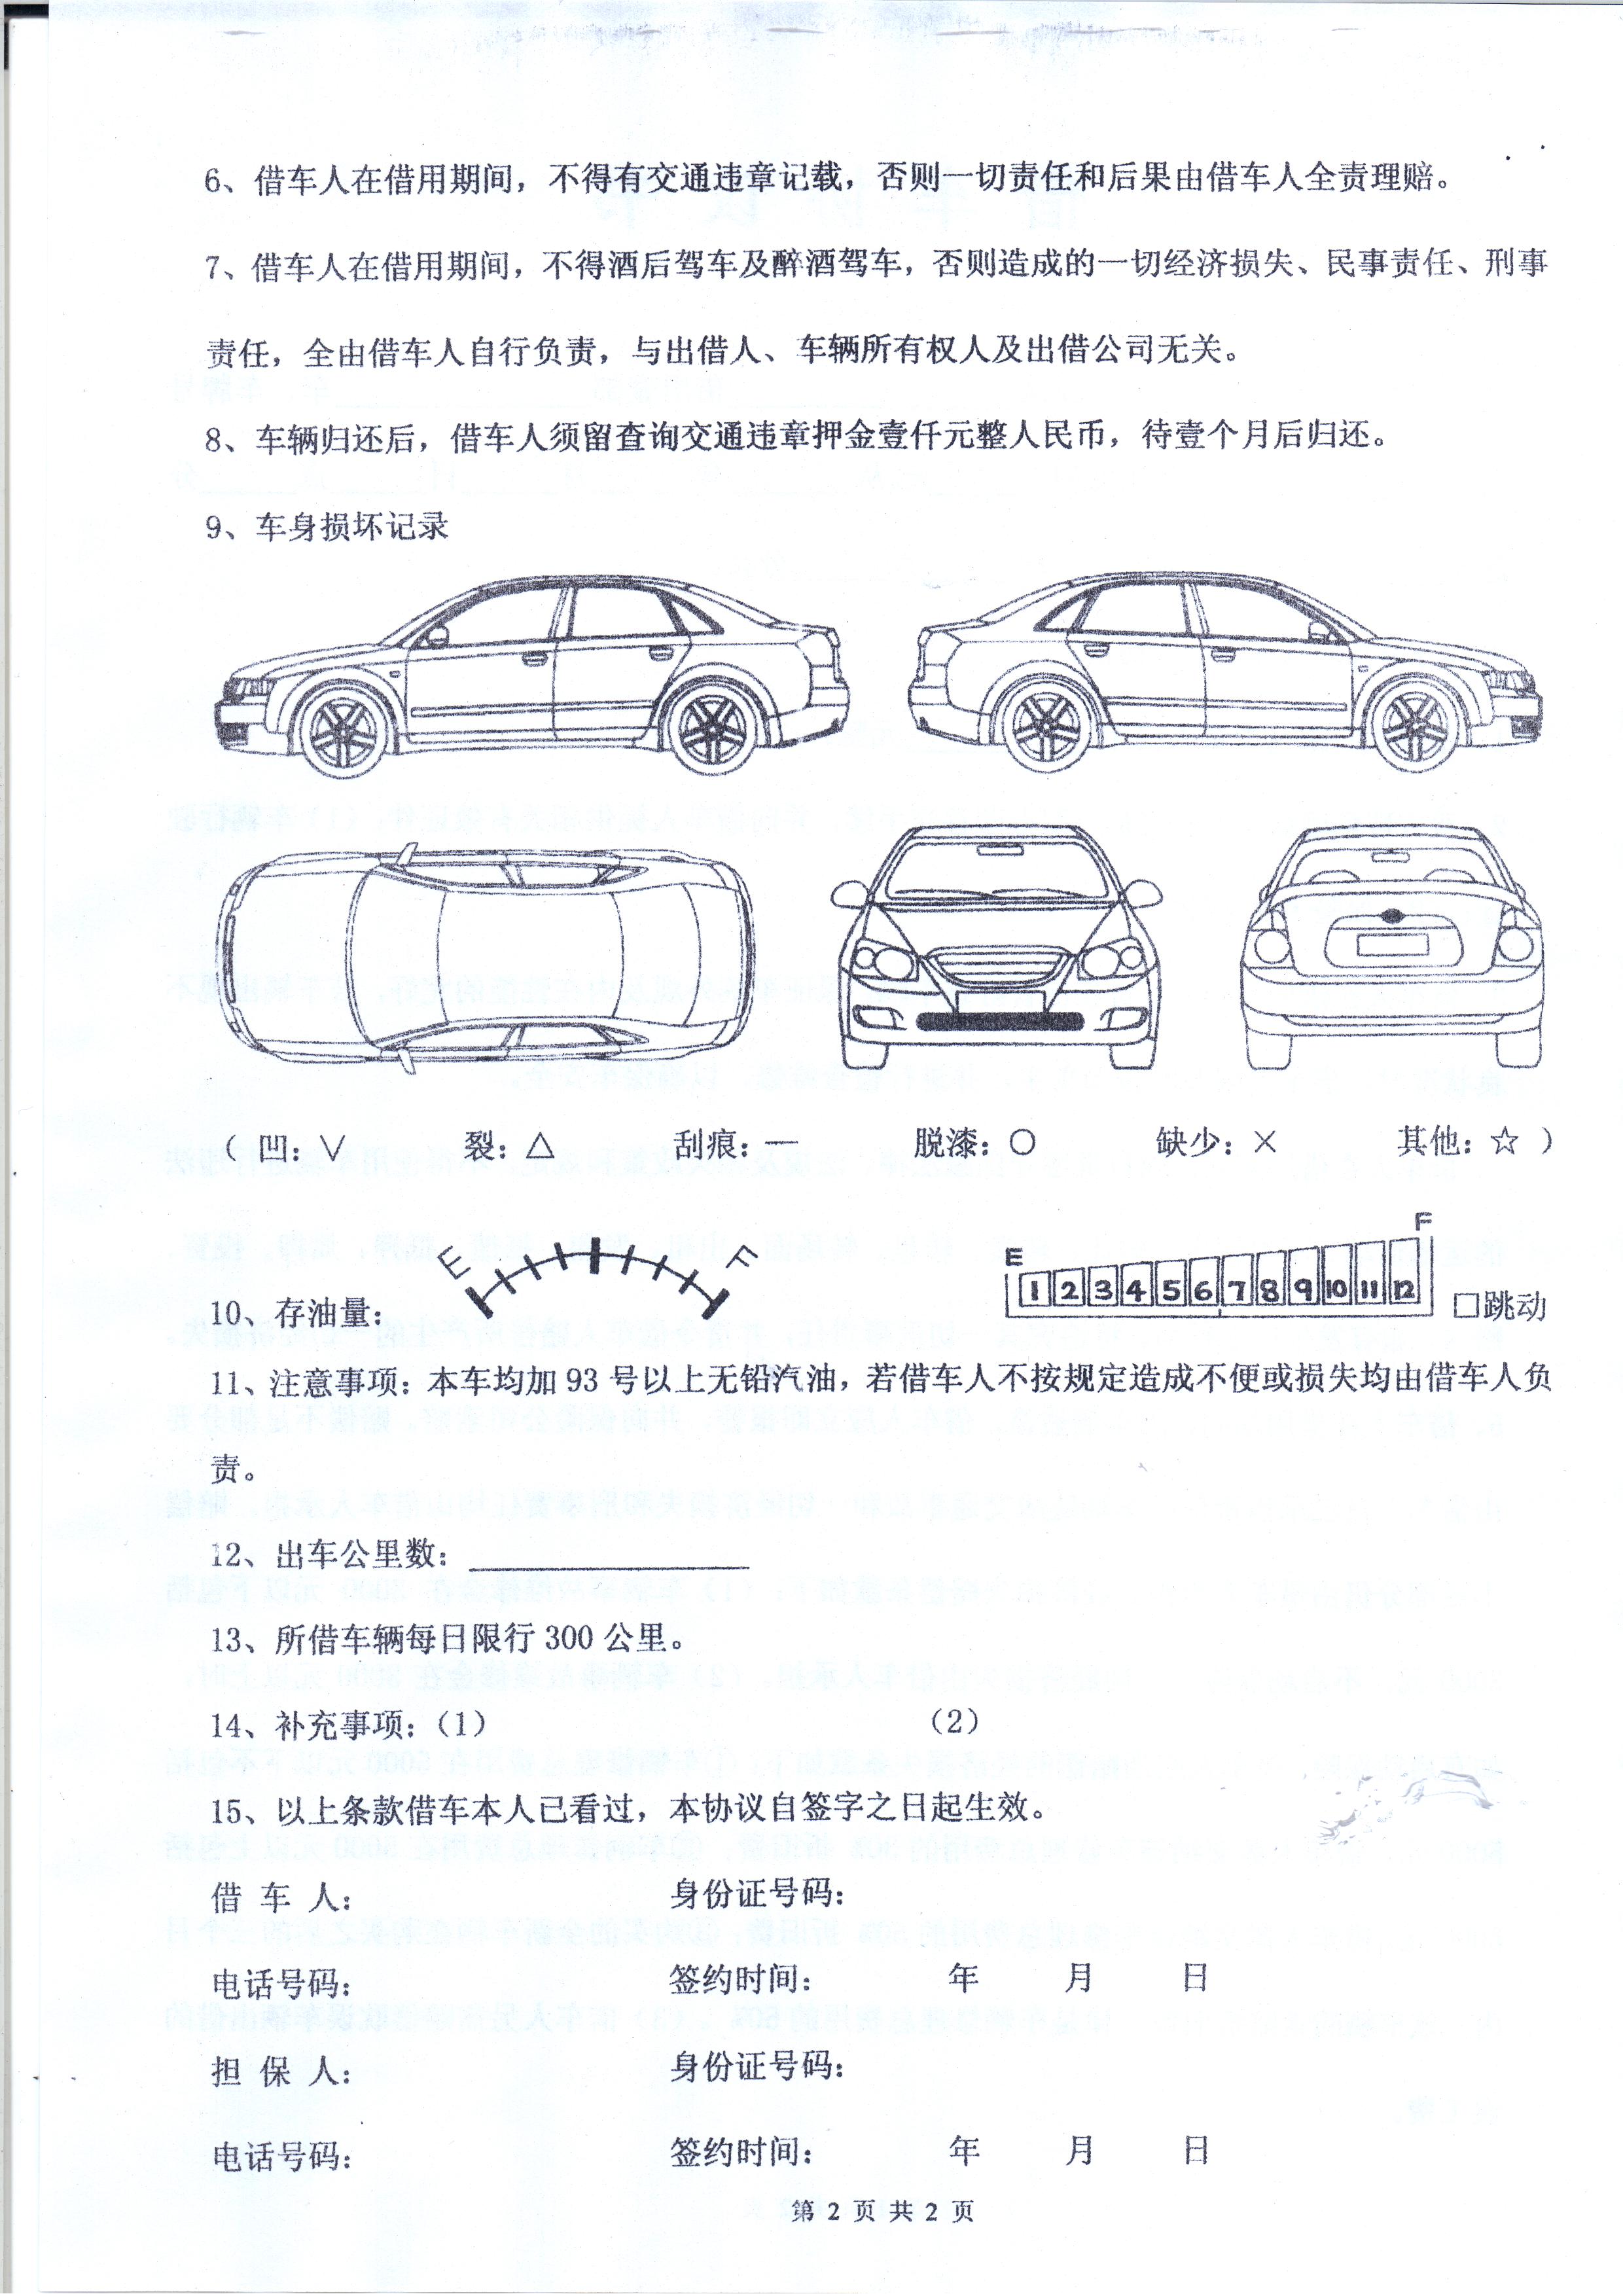 6、借车人在借用期间，不得有交通违章记载，否则一切责任和后果由借车人全责理赔。
7、借车人在借用期间，不得酒后驾车及醉酒驾车，否则造成的一切经济损失、民事责任、刑事
责任，全由借车人自行负责，与出借人、车辆所有权人及出借公司无关。
8、车辆归还后，借车人须留查询交通违章押金壹仟元整人民币，待壹个月后归还。
9、车身损坏记录
（ 凹：∨ 裂：△ 刮痕：— 脱漆：○ 缺少：× 其他：☆ ）
E F
E F
10、存油量： 1 2 3 4 5 6 7 8 9 10 11 12 □跳动
11、注意事项：本车均加 93 号以上无铅汽油，若借车人不按规定造成不便或损失均由借车人负
责。
12、出车公里数：
13、所借车辆每日限行 300 公里。
14、补充事项：（1） （2）
15、以上条款借车本人已看过，本协议自签字之日起生效。
借 车 人： 身份证号码：
电话号码： 签约时间： 年 月 日
担 保 人： 身份证号码：
电话号码： 签约时间： 年 月 日
第 2 页 共 2 页